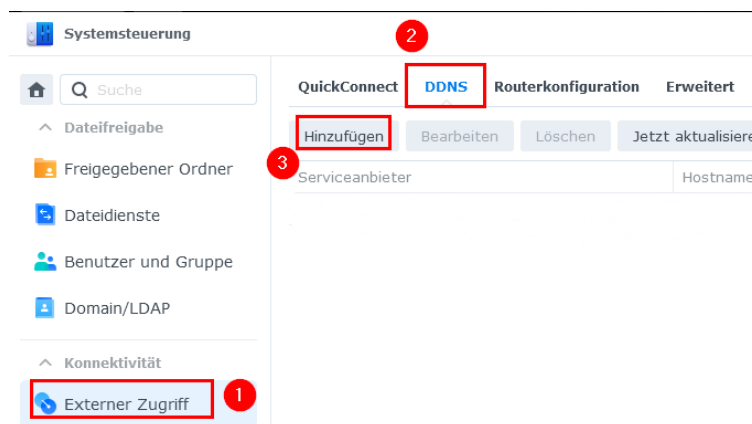 Systemsteuerung
2
Suche
QuickConnect DDNS Routerkonfiguration Erweitert
Dateifreigabe
Hinzufügen Bearbeiten Löschen Jetzt aktualisiere
3
Freigegebener Ordner
Serviceanbieter Hostname
Dateidienste
Benutzer und Gruppe
Domain/LDAP
Konnektivität
Externer Zugriff 1